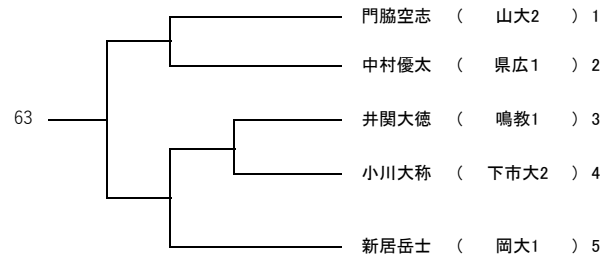 門脇空志 ( 山大2 ) 1
中村優太 ( 県広1 ) 2
63
井関大徳 ( 鳴教1 ) 3
小川大称 ( 下市大2 ) 4
新居岳士 ( 岡大1 ) 5